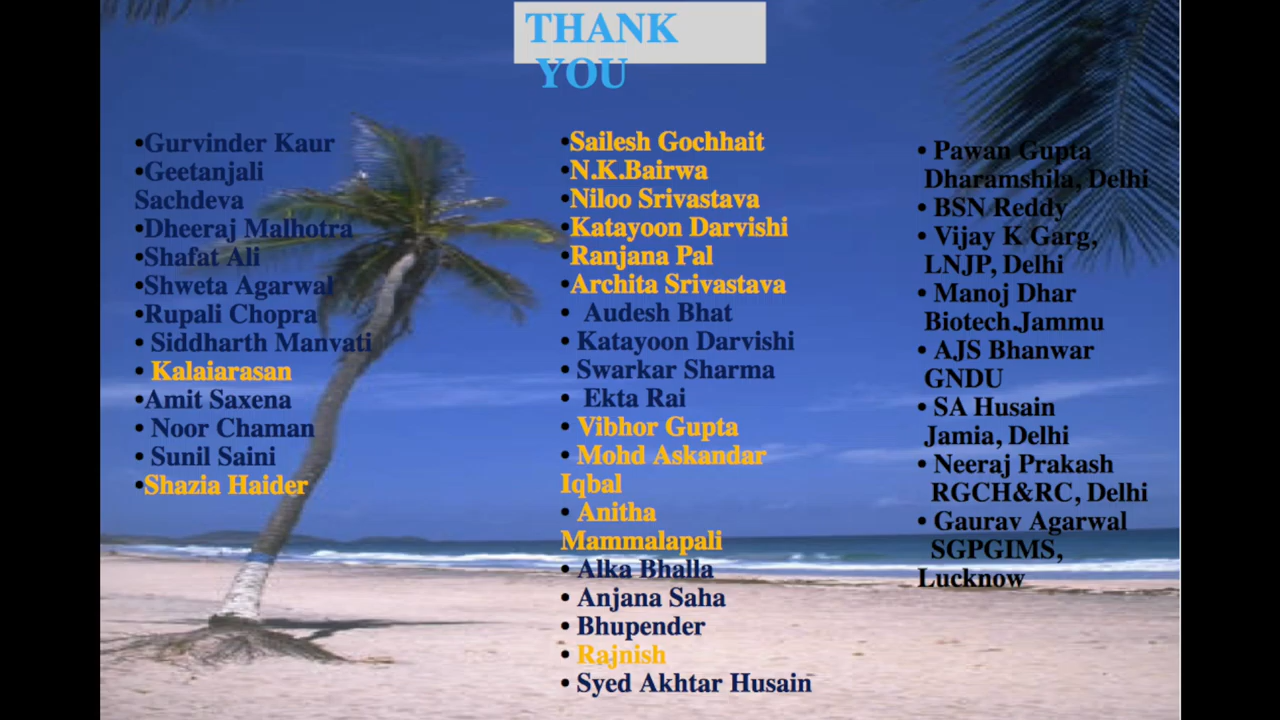 THANK
YOU
•Gurvinder Kaur
•Geetanjali
Sachdeva
•Dheeraj Malhotra
•Shafat Ali
•Shweta Agarwal
•Rupali Chopra
• Siddharth Manvati
• Kalaiarasan
•Amit Saxena
• Noor Chaman
• Sunil Saini
•Shazia Haider
•Sailesh Gochhait
•N.K.Bairwa
•Niloo Srivastava
•Katayoon Darvishi
•Ranjana Pal
•Archita Srivastava
• Audesh Bhat
• Katayoon Darvishi
• Swarkar Sharma
• Ekta Rai
• Vibhor Gupta
• Mohd Askandar
Iqbal
• Anitha
Mammalapali
• Alka Bhalla
• Anjana Saha
• Bhupender
• Rajnish
• Syed Akhtar Husain
• Pawan Gupta
Dharamshila, Delhi
• BSN Reddy
• Vijay K Garg,
LNJP, Delhi
• Manoj Dhar
Biotech.Jammu
• AJS Bhanwar
GNDU
• SA Husain
Jamia, Delhi
• Neeraj Prakash
RGCH&RC, Delhi
• Gaurav Agarwal
SGPGIMS,
Lucknow